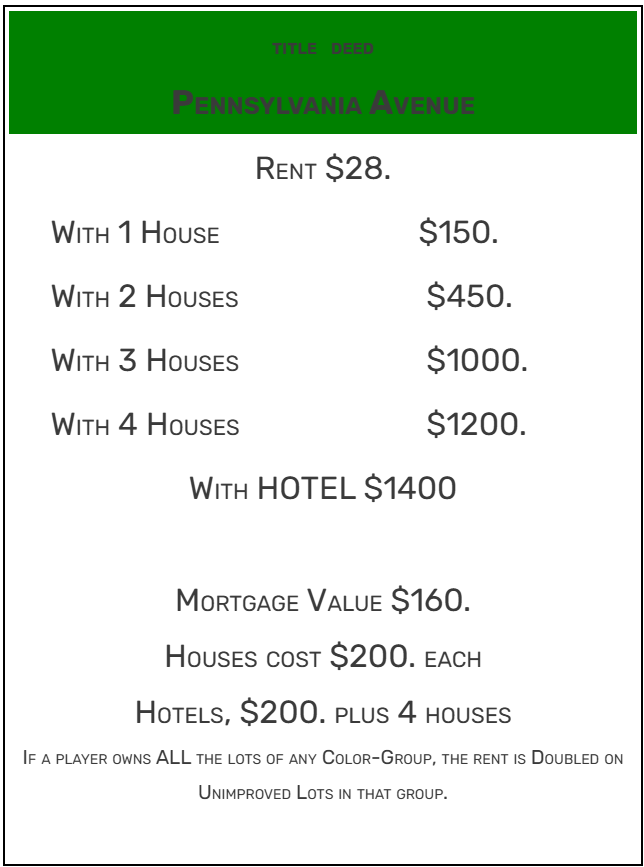 TITLE DEED
PENNSYLVANIA AVENUE
RENT $28.
WITH 1 HOUSE $150.
WITH 2 HOUSES $450.
WITH 3 HOUSES $1000.
WITH 4 HOUSES $1200.
WITH HOTEL $1400
MORTGAGE VALUE $160.
HOUSES COST $200. EACH
HOTELS, $200. PLUS 4 HOUSES
IF A PLAYER OWNS ALL THE LOTS OF ANY COLOR-GROUP, THE RENT IS DOUBLED ON
UNIMPROVED LOTS IN THAT GROUP.